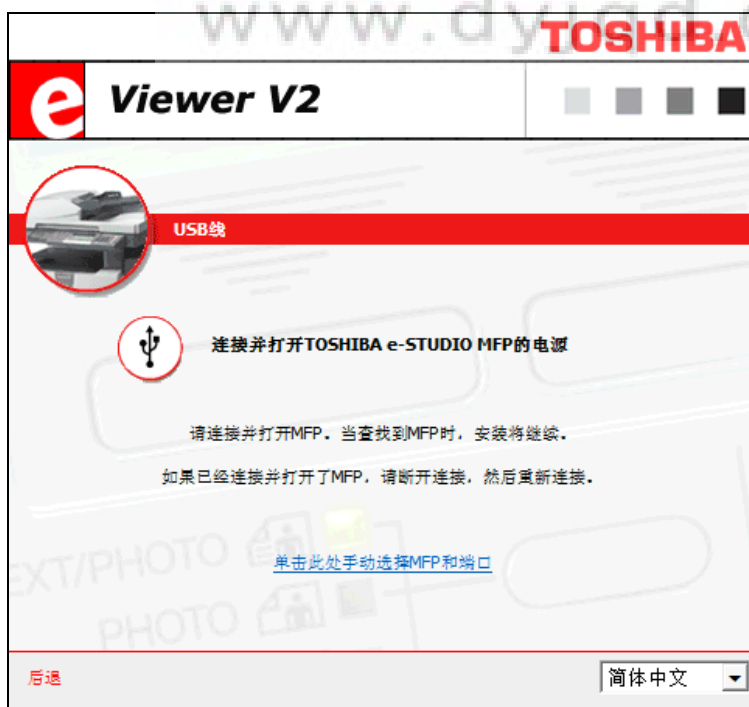 www.dyjqd.
TOSHIBA
e Viewer V2
USB线
连接并打开TOSHIBA e-STUDIO MFP的电源
请连接并打开MFP。当查找到MFP时，安装将继续。
如果已经连接并打开了MFP，请断开连接，然后重新连接。
EXT/PHOTO
单击此处手动选择MFP和端口
PHOTO
后退
简体中文